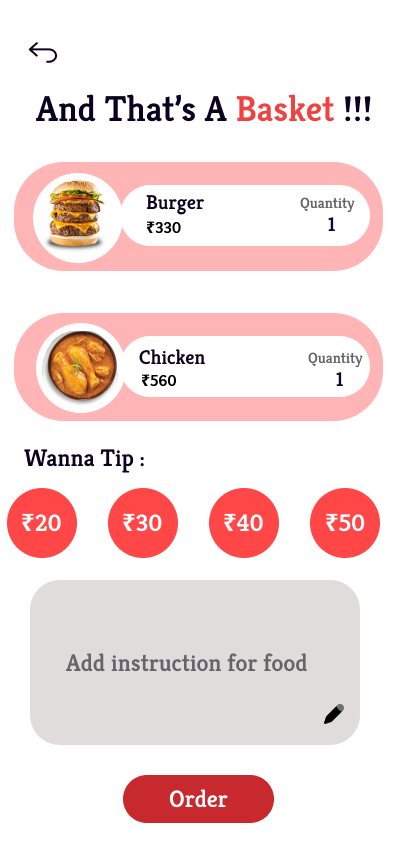 And That's A Basket !!!
Burger
Quantity
₹330
1
Chicken
Quantity
₹560
1
Wanna Tip :
₹20 ₹30 ₹40 ₹50
Add instruction for food
Order